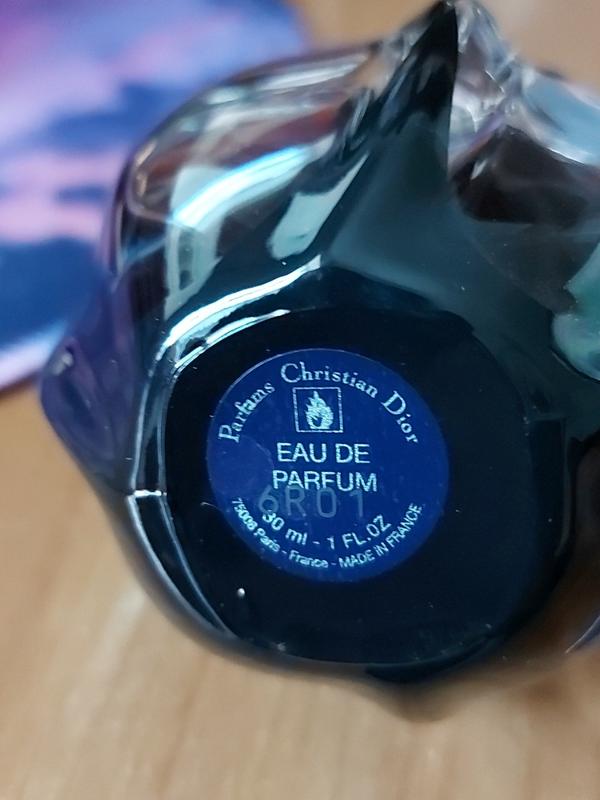 Parfums Christian Dior
EAU DE
PARFUM
6R01
30 ml - 1 FL.OZ
75008 Paris - France - MADE IN FRANCE